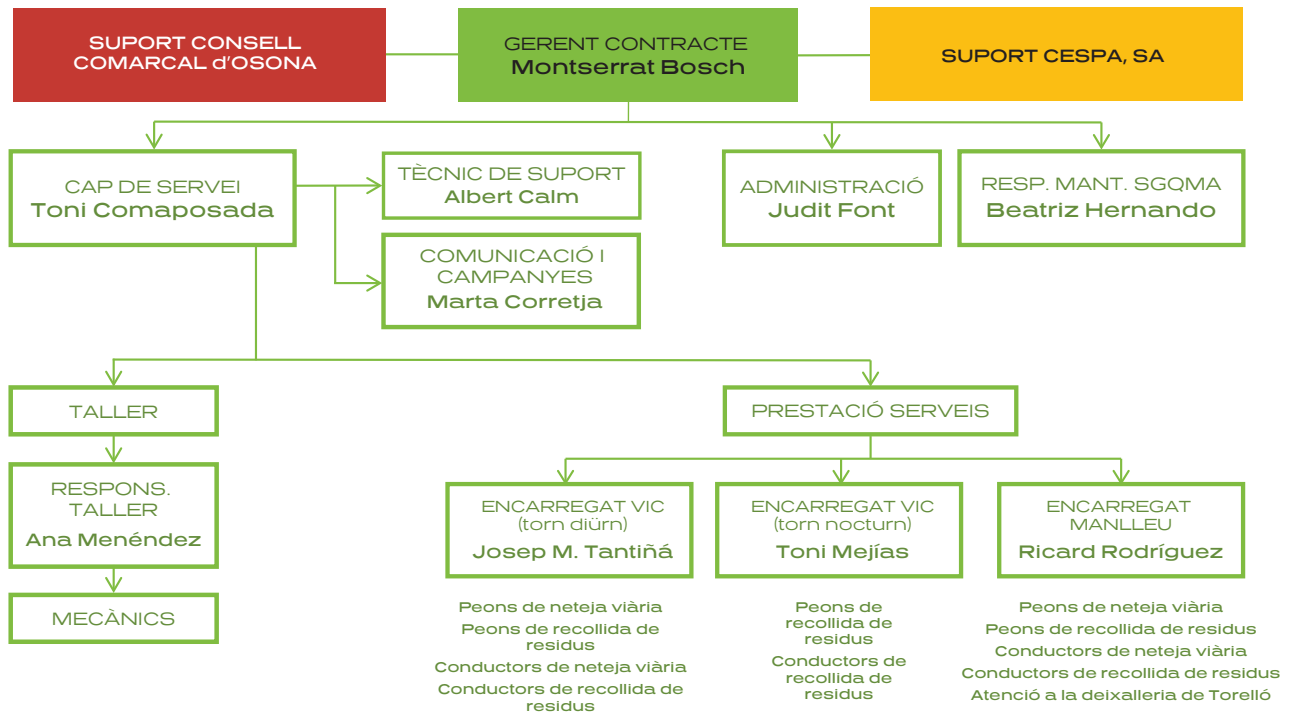 SUPORT CONSELL
COMARCAL d'OSONA
GERENT CONTRACTE
Montserrat Bosch
SUPORT CESPA, SA
CAP DE SERVEI
Toni Comaposada
TÈCNIC DE SUPORT
Albert Calm
COMUNICACIÓ I
CAMPANYES
Marta Corretja
ADMINISTRACIÓ
Judit Font
RESP. MANT. SGQMA
Beatriz Hernando
TALLER
PRESTACIÓ SERVEIS
RESPONS.
TALLER
Ana Menéndez
MECÀNICS
ENCARREGAT VIC
(torn diürn)
Josep M. Tantiñá
ENCARREGAT VIC
(torn nocturn)
Toni Mejías
ENCARREGAT
MANLLEU
Ricard Rodríguez
Peons de neteja viària
Peons de recollida de
residus
Conductors de neteja viària
Conductors de recollida de
residus
Peons de
recollida de
residus
Conductors de
recollida de
residus
Peons de neteja viària
Peons de recollida de residus
Conductors de neteja viària
Conductors de recollida de residus
Atenció a la deixalleria de Torelló